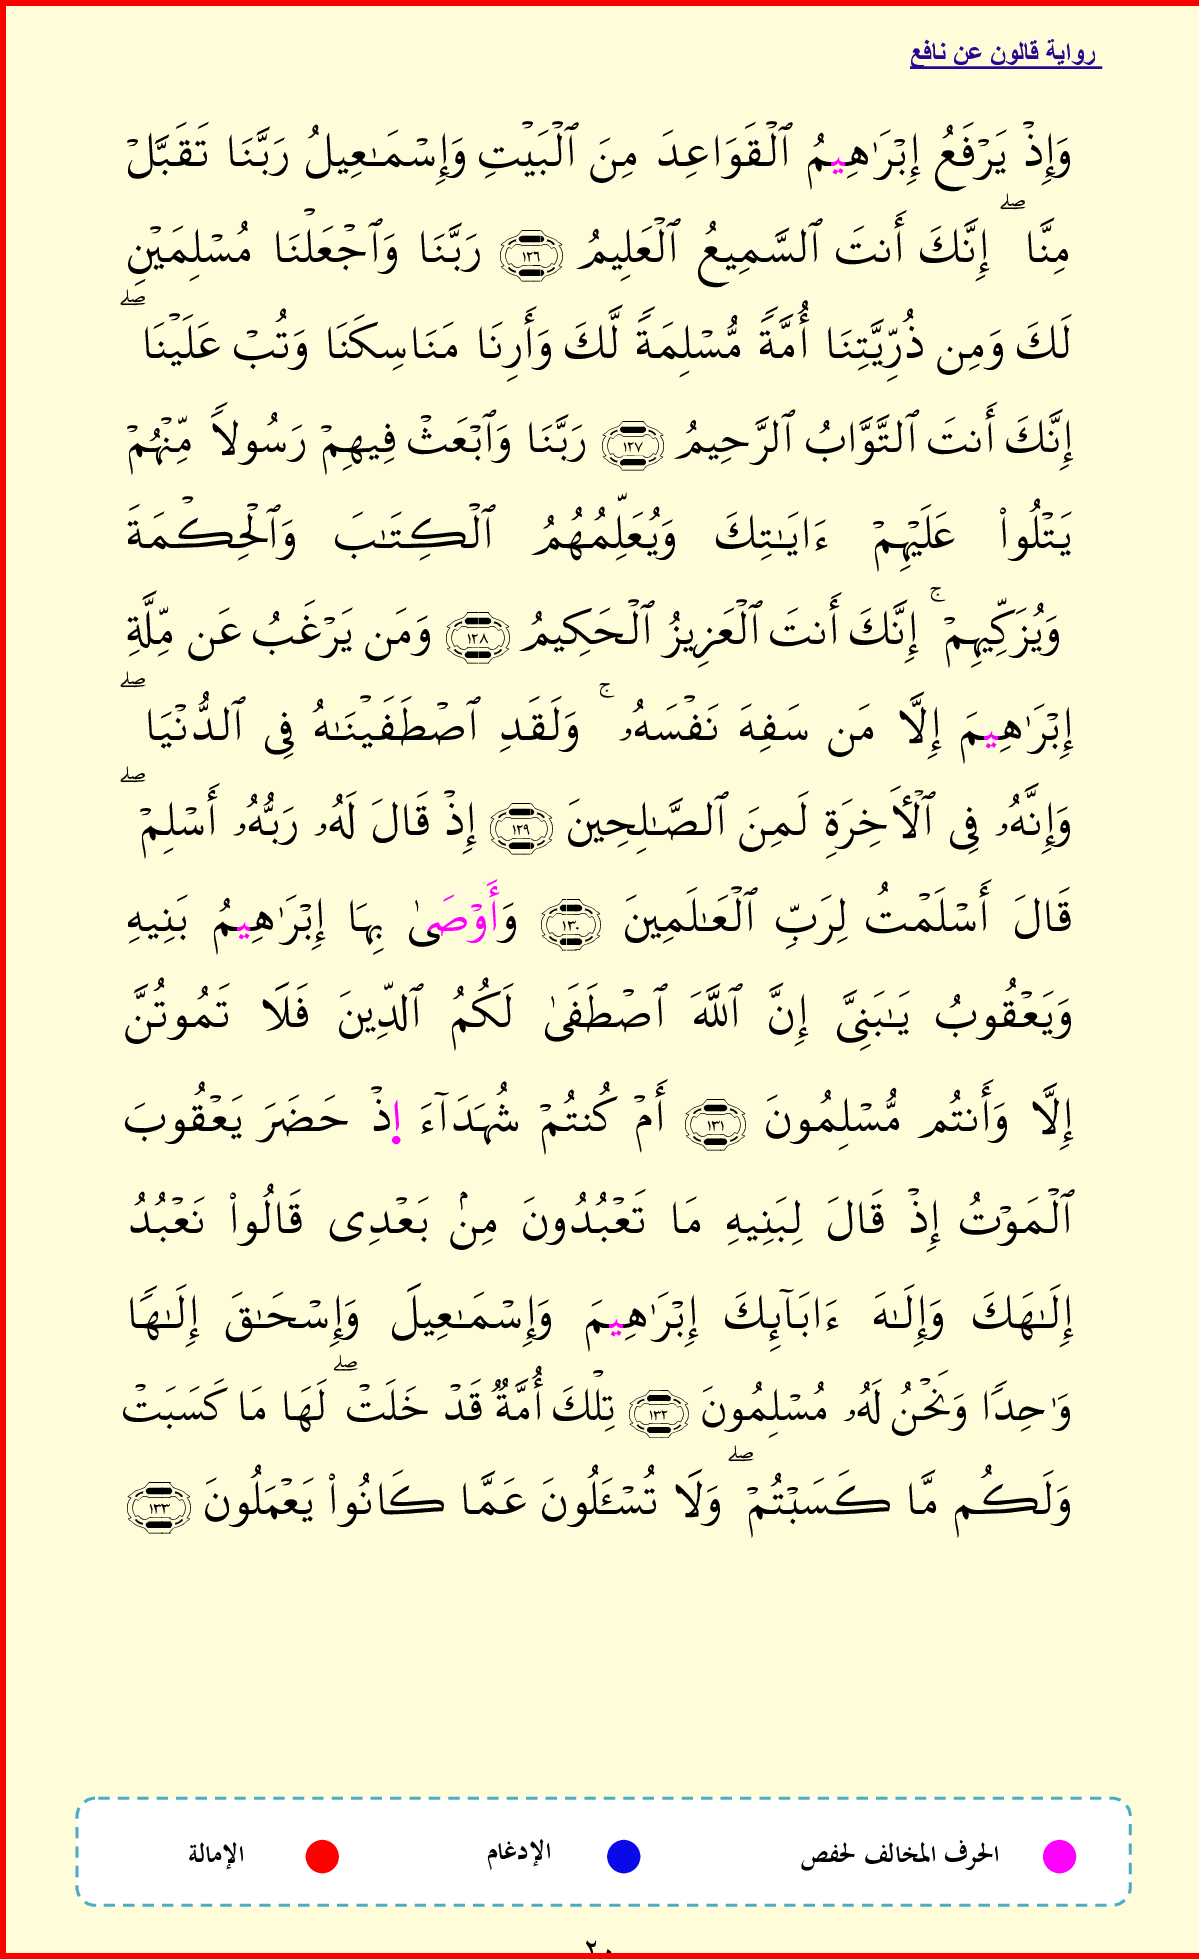 رواية قالون عن نافع
وَإِذْ يَرْفَعُ إِبْرَٰهِيمُ ٱلْقَوَاعِدَ مِنَ ٱلْبَيْتِ وَإِسْمَـٰعِيلُ رَبَّنَا تَقَبَّلْ
مِنَّا ۖ إِنَّكَ أَنتَ ٱلسَّمِيعُ ٱلْعَلِيمُ ١٢٦ رَبَّنَا وَٱجْعَلْنَا مُسْلِمَيْنِ
لَكَ وَمِن ذُرِّيَّتِنَا أُمَّةً مُّسْلِمَةً لَّكَ وَأَرِنَا مَنَاسِكَنَا وَتُبْ عَلَيْنَا ۖ
إِنَّكَ أَنتَ ٱلتَّوَّابُ ٱلرَّحِيمُ ١٢٧ رَبَّنَا وَٱبْعَثْ فِيهِمْ رَسُولاً مِّنْهُمْ
يَتْلُواْ عَلَيْهِمْ ءَايَـٰتِكَ وَيُعَلِّمُهُمُ ٱلْكِتَـٰبَ وَٱلْحِكْمَةَ
وَيُزَكِّيهِمْ ۚ إِنَّكَ أَنتَ ٱلْعَزِيزُ ٱلْحَكِيمُ ١٢٨ وَمَن يَرْغَبُ عَن مِّلَّةِ
إِبْرَٰهِيمَ إِلَّا مَن سَفِهَ نَفْسَهُۥ ۚ وَلَقَدِ ٱصْطَفَيْنَـٰهُ فِى ٱلدُّنْيَا ۖ
وَإِنَّهُۥ فِى ٱلْأَخِرَةِ لَمِنَ ٱلصَّـٰلِحِينَ ١٢٩ إِذْ قَالَ لَهُۥ رَبُّهُۥ أَسْلِمْ ۖ
قَالَ أَسْلَمْتُ لِرَبِّ ٱلْعَـٰلَمِينَ ١٣٠ وَأَوْصَىٰ بِهَا إِبْرَٰهِيمُ بَنِيهِ
وَيَعْقُوبُ يَـٰبَنِىَّ إِنَّ ٱللَّهَ ٱصْطَفَىٰ لَكُمُ ٱلدِّينَ فَلَا تَمُوتُنَّ
إِلَّا وَأَنتُم مُّسْلِمُونَ ١٣١ أَمْ كُنتُمْ شُهَدَآءَ اِذْ حَضَرَ يَعْقُوبَ
ٱلْمَوْتُ إِذْ قَالَ لِبَنِيهِ مَا تَعْبُدُونَ مِنۢ بَعْدِى قَالُواْ نَعْبُدُ
إِلَـٰهَكَ وَإِلَـٰهَ ءَابَآئِكَ إِبْرَٰهِيمَ وَإِسْمَـٰعِيلَ وَإِسْحَـٰقَ إِلَـٰهًا
وَٰحِدًا وَنَحْنُ لَهُۥ مُسْلِمُونَ ١٣٢ تِلْكَ أُمَّةٌ قَدْ خَلَتْ ۖ لَهَا مَا كَسَبَتْ
وَلَكُم مَّا كَسَبْتُمْ ۖ وَلَا تُسْـَٔلُونَ عَمَّا كَانُواْ يَعْمَلُونَ ١٣٣
الحرف المخالف لحفص الإدغام الإمالة
٢٠